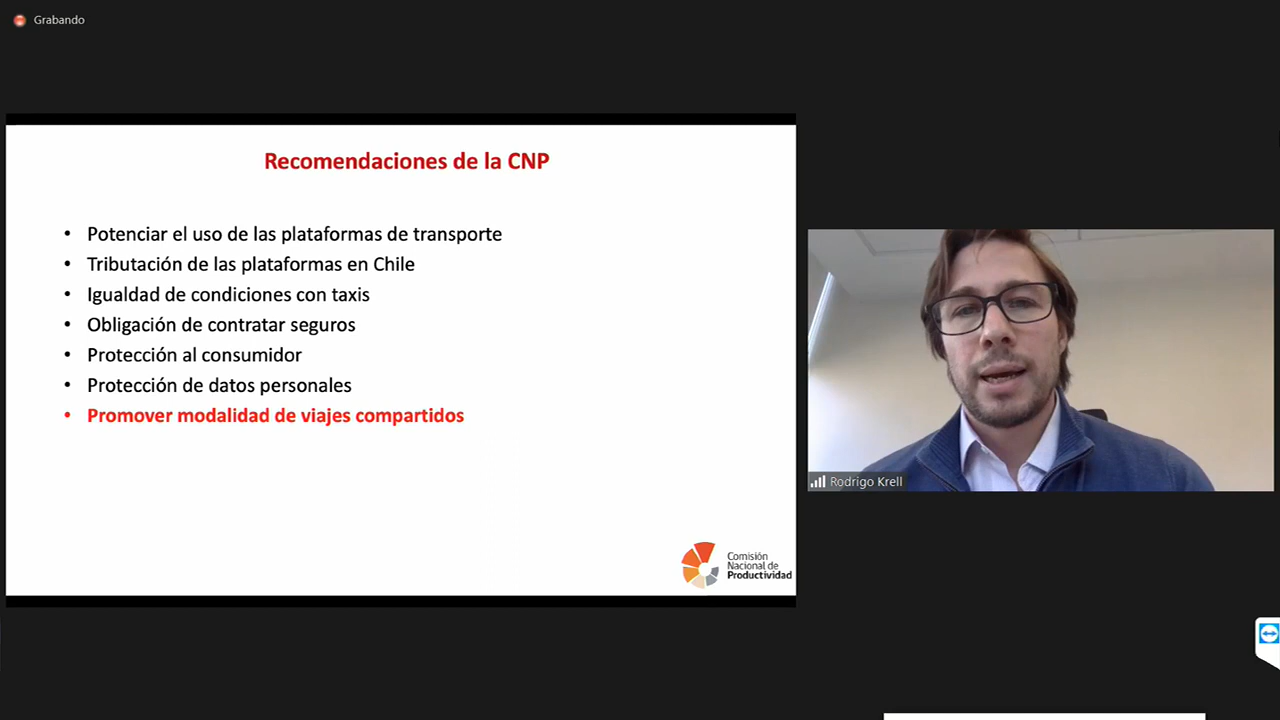 Grabando
Recomendaciones de la CNP
• Potenciar el uso de las plataformas de transporte
• Tributación de las plataformas en Chile
• Igualdad de condiciones con taxis
• Obligación de contratar seguros
• Protección al consumidor
• Protección de datos personales
• Promover modalidad de viajes compartidos
Comisión
Nacional de
Productividad
Rodrigo Krell